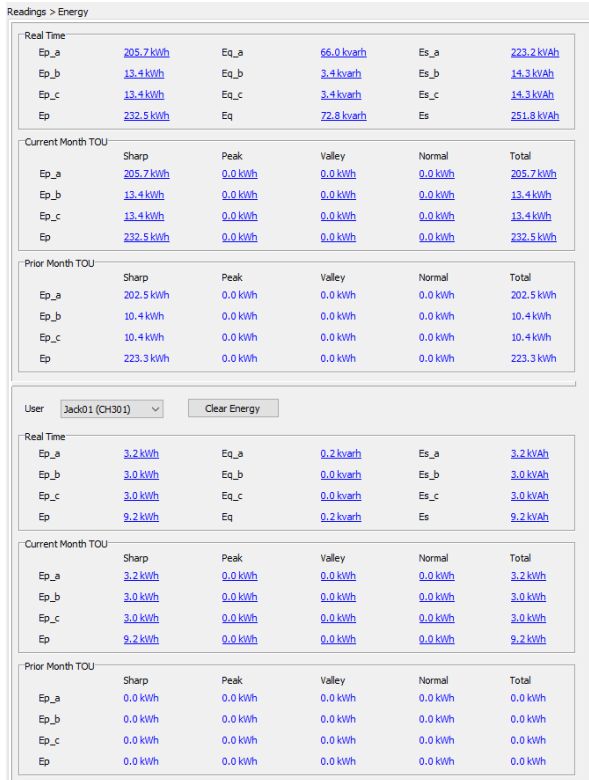 Readings > Energy
Real Time
Ep_a 205.7 kWh Eq_a 66.0 kvarh Es_a 223.2 kVAh
Ep_b 13.4 kWh Eq_b 3.4 kvarh Es_b 14.3 kVAh
Ep_c 13.4 kWh Eq_c 3.4 kvarh Es_c 14.3 kVAh
Ep 232.5 kWh Eq 72.8 kvarh Es 251.8 kVAh
Current Month TOU
Sharp Peak Valley Normal Total
Ep_a 205.7 kWh 0.0 kWh 0.0 kWh 0.0 kWh 205.7 kWh
Ep_b 13.4 kWh 0.0 kWh 0.0 kWh 0.0 kWh 13.4 kWh
Ep_c 13.4 kWh 0.0 kWh 0.0 kWh 0.0 kWh 13.4 kWh
Ep 232.5 kWh 0.0 kWh 0.0 kWh 0.0 kWh 232.5 kWh
Prior Month TOU
Sharp Peak Valley Normal Total
Ep_a 202.5 kWh 0.0 kWh 0.0 kWh 0.0 kWh 202.5 kWh
Ep_b 10.4 kWh 0.0 kWh 0.0 kWh 0.0 kWh 10.4 kWh
Ep_c 10.4 kWh 0.0 kWh 0.0 kWh 0.0 kWh 10.4 kWh
Ep 223.3 kWh 0.0 kWh 0.0 kWh 0.0 kWh 223.3 kWh
User Jack01 (CH301) Clear Energy
Real Time
Ep_a 3.2 kWh Eq_a 0.2 kvarh Es_a 3.2 kVAh
Ep_b 3.0 kWh Eq_b 0.0 kvarh Es_b 3.0 kVAh
Ep_c 3.0 kWh Eq_c 0.0 kvarh Es_c 3.0 kVAh
Ep 9.2 kWh Eq 0.2 kvarh Es 9.2 kVAh
Current Month TOU
Sharp Peak Valley Normal Total
Ep_a 3.2 kWh 0.0 kWh 0.0 kWh 0.0 kWh 3.2 kWh
Ep_b 3.0 kWh 0.0 kWh 0.0 kWh 0.0 kWh 3.0 kWh
Ep_c 3.0 kWh 0.0 kWh 0.0 kWh 0.0 kWh 3.0 kWh
Ep 9.2 kWh 0.0 kWh 0.0 kWh 0.0 kWh 9.2 kWh
Prior Month TOU
Sharp Peak Valley Normal Total
Ep_a 0.0 kWh 0.0 kWh 0.0 kWh 0.0 kWh 0.0 kWh
Ep_b 0.0 kWh 0.0 kWh 0.0 kWh 0.0 kWh 0.0 kWh
Ep_c 0.0 kWh 0.0 kWh 0.0 kWh 0.0 kWh 0.0 kWh
Ep 0.0 kWh 0.0 kWh 0.0 kWh 0.0 kWh 0.0 kWh